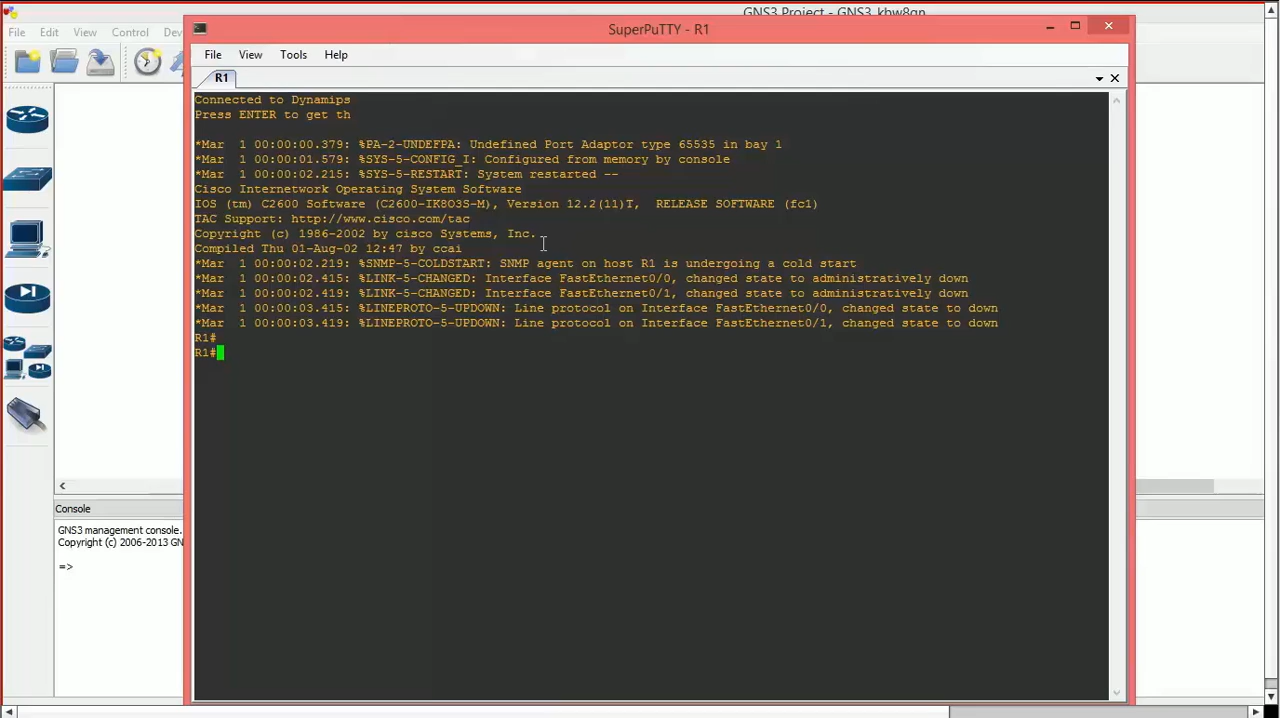 GNS3 Project - GNS3_kbw8qn
SuperPuTTY - R1
File Edit View Control Dev
File View Tools Help
R1
Connected to Dynamips
Press ENTER to get th
*Mar  1 00:00:00.379: %PA-2-UNDEFPA: Undefined Port Adaptor type 65535 in bay 1
*Mar  1 00:00:01.579: %SYS-5-CONFIG_I: Configured from memory by console
*Mar  1 00:00:02.215: %SYS-5-RESTART: System restarted --
Cisco Internetwork Operating System Software
IOS (tm) C2600 Software (C2600-IK8O3S-M), Version 12.2(11)T,  RELEASE SOFTWARE (fc1)
TAC Support: http://www.cisco.com/tac
Copyright (c) 1986-2002 by cisco Systems, Inc.
Compiled Thu 01-Aug-02 12:47 by ccai
*Mar  1 00:00:02.219: %SNMP-5-COLDSTART: SNMP agent on host R1 is undergoing a cold start
*Mar  1 00:00:02.415: %LINK-5-CHANGED: Interface FastEthernet0/0, changed state to administratively down
*Mar  1 00:00:02.419: %LINK-5-CHANGED: Interface FastEthernet0/1, changed state to administratively down
*Mar  1 00:00:03.415: %LINEPROTO-5-UPDOWN: Line protocol on Interface FastEthernet0/0, changed state to down
*Mar  1 00:00:03.419: %LINEPROTO-5-UPDOWN: Line protocol on Interface FastEthernet0/1, changed state to down
R1#
R1#
Console
GNS3 management console.
Copyright (c) 2006-2013 GN
=>